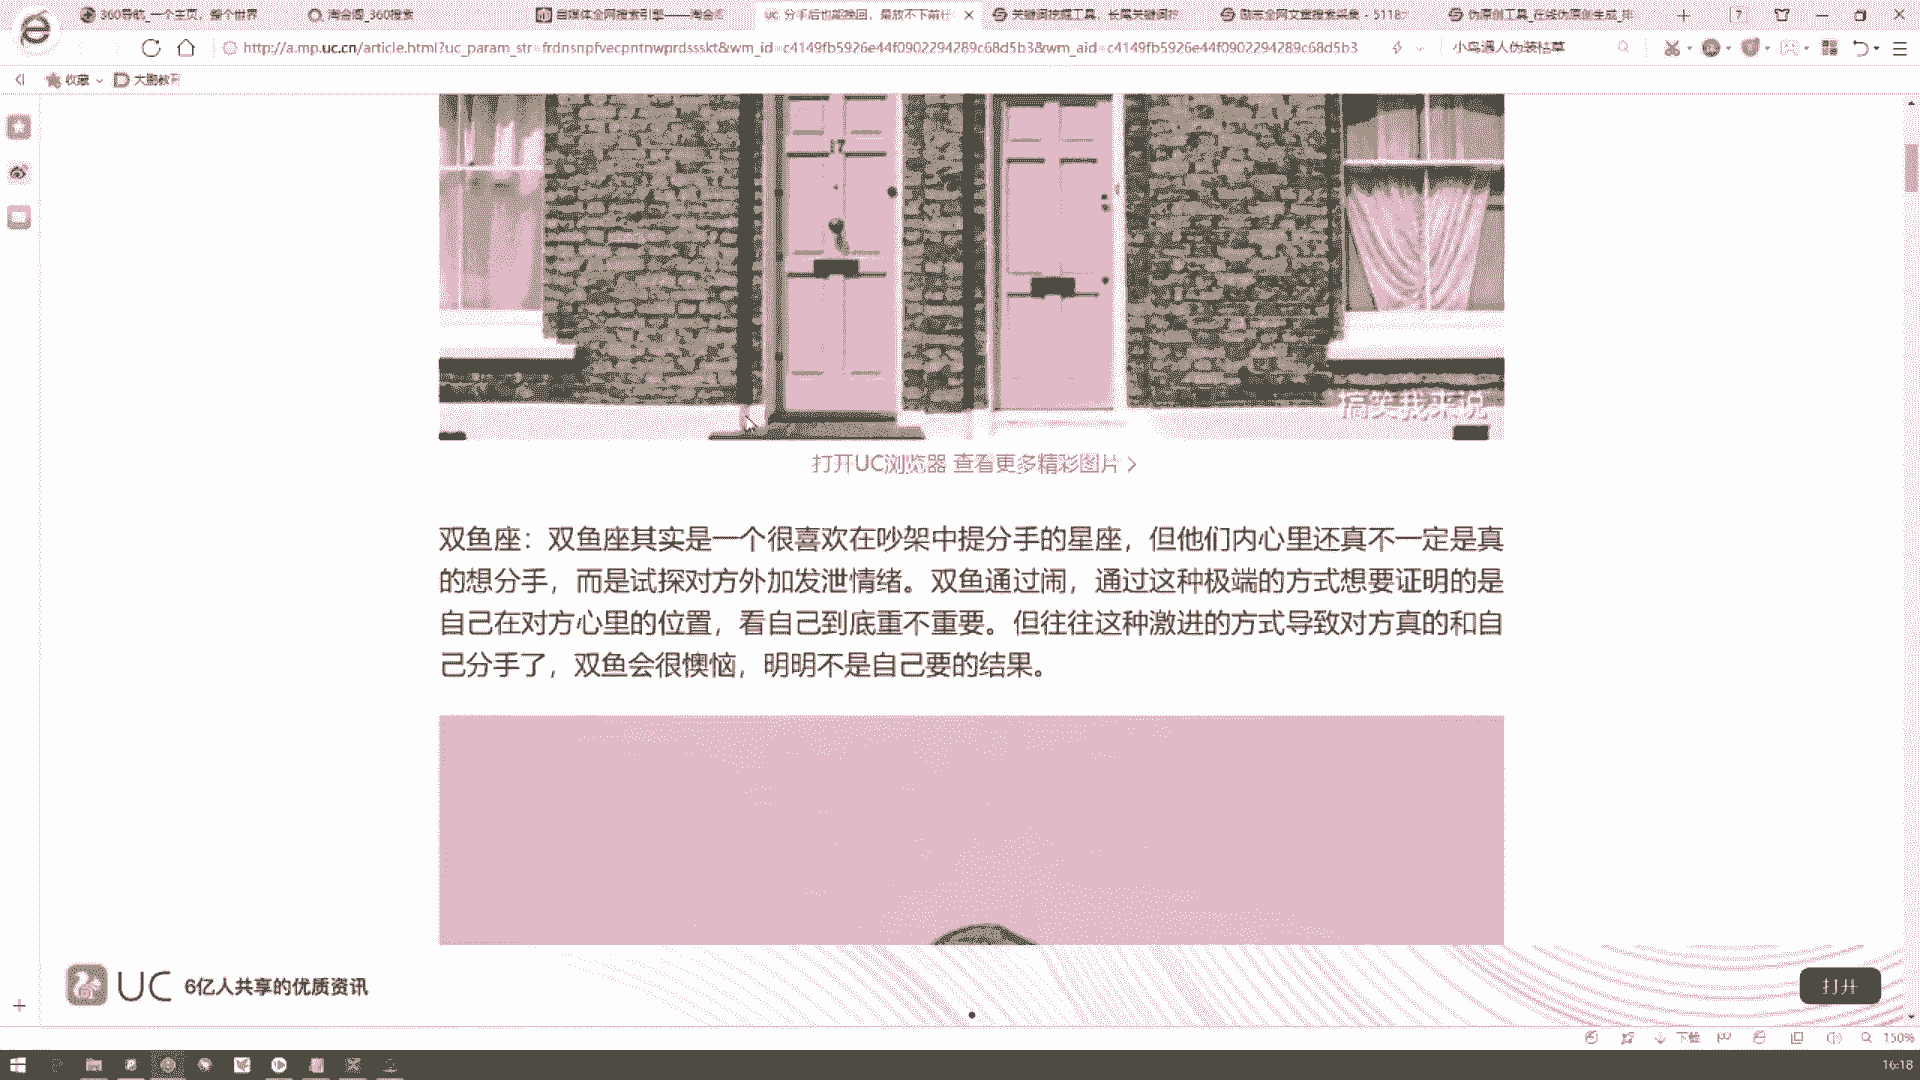 360导航_一个主页，整个世界
淘金阁_360搜索
自媒体全网搜索引擎——淘金阁
分手后也能挽回，是放不下前任
关键词挖掘工具，长尾关键词挖
励志全网文章搜索采集 - 5118
伪原创工具_在线伪原创生成_
7
http://a.mp.uc.cn/article.html?uc_param_str=frdnsnpfvecpntnwprdssskt&wm_id=c4149fb5926e44f0902294289c68d5b3&wm_aid=c4149fb5926e44f0902294289c68d5b3
小鸟遇人伪装枯草
收藏
大鹏教
17
搞笑我来说
打开UC浏览器 查看更多精彩图片 >
双鱼座：双鱼座其实是一个很喜欢在吵架中提分手的星座，但他们内心里还真不一定是真
的想分手，而是试探对方外加发泄情绪。双鱼通过闹，通过这种极端的方式想要证明的是
自己在对方心里的位置，看自己到底重不重要。但往往这种激进的方式导致对方真的和自
己分手了，双鱼会很懊恼，明明不是自己要的结果。
UC 6亿人共享的优质资讯
打开
下载
150%
16:18